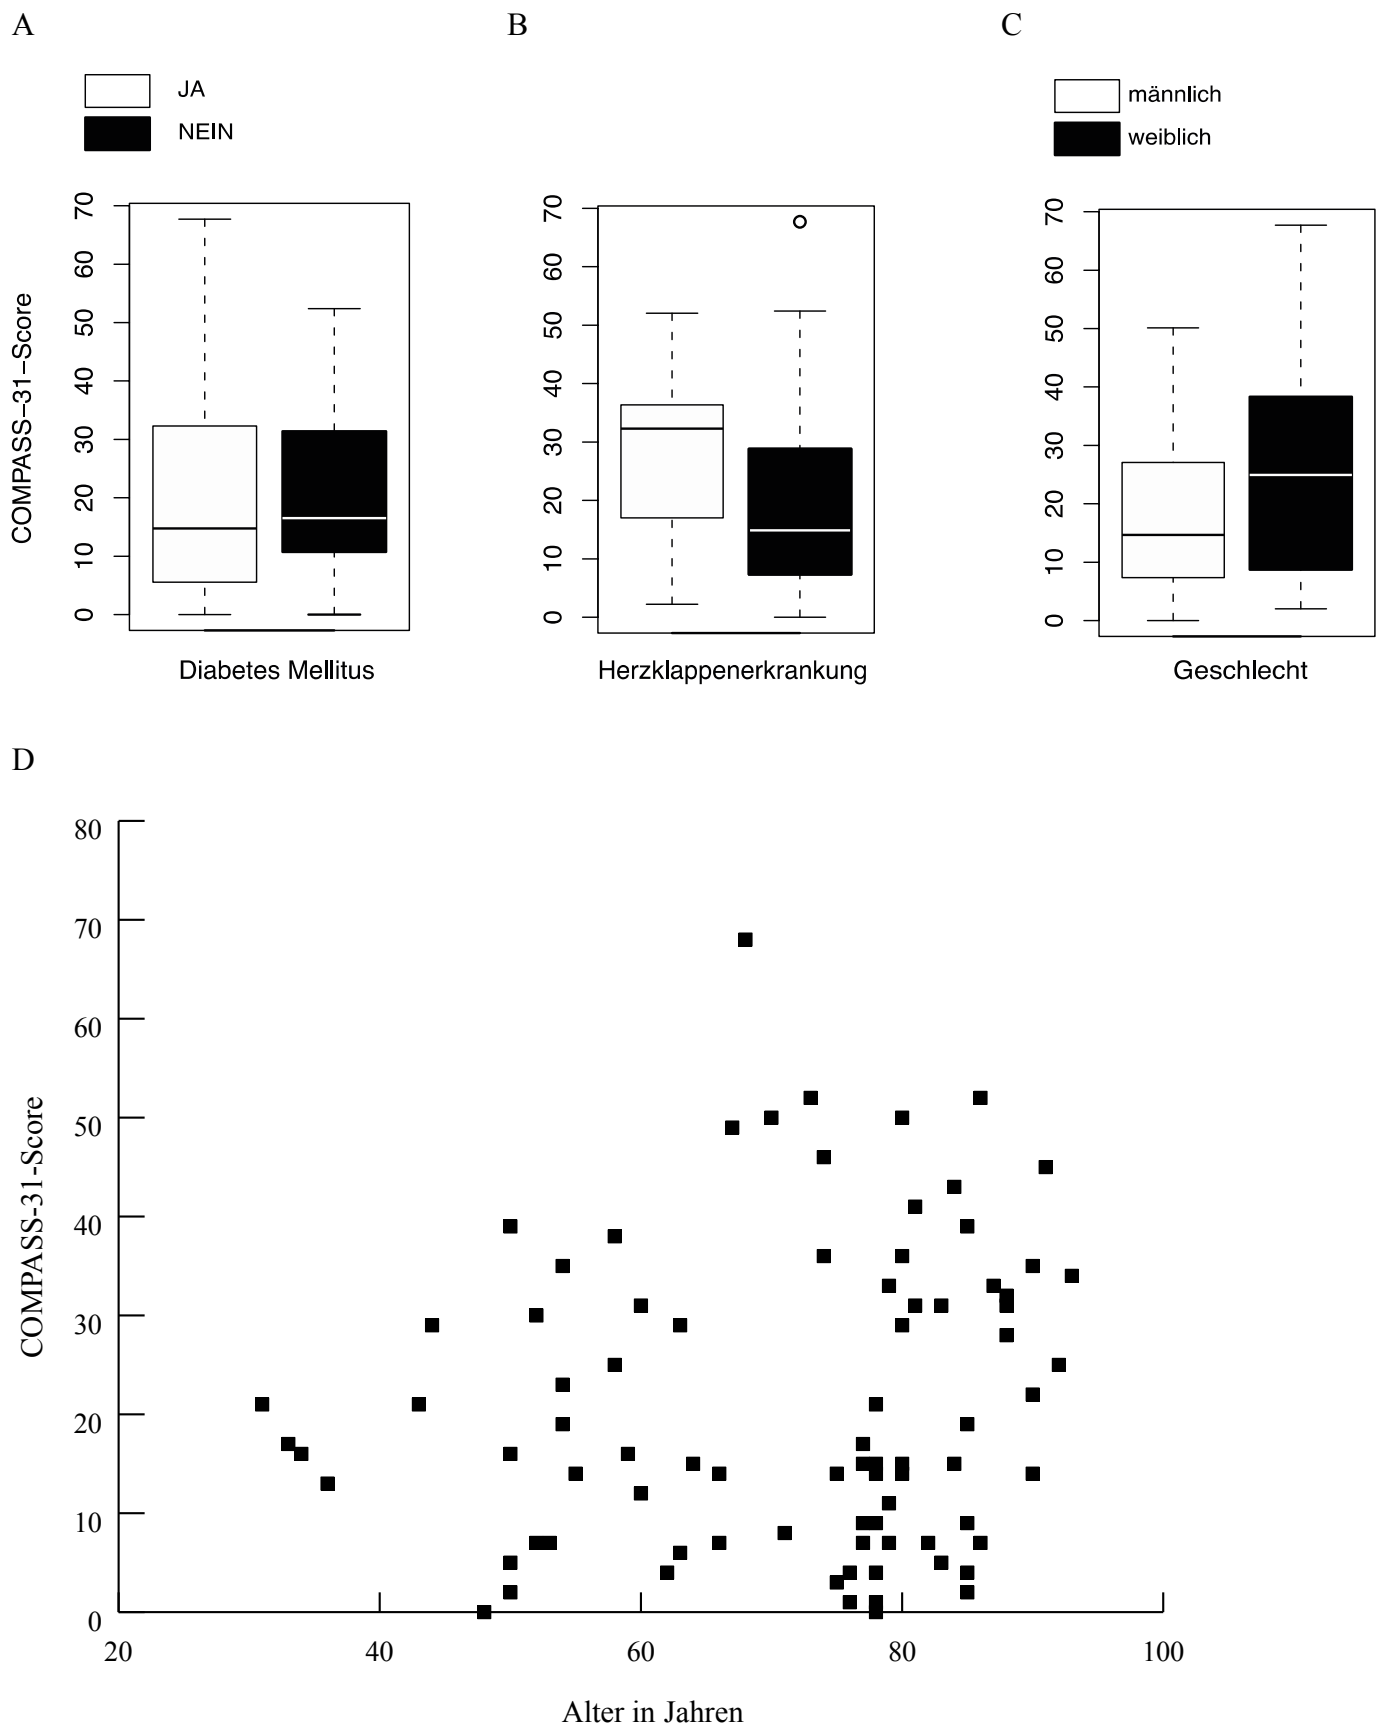 A
B
C
JA
NEIN
männlich
weiblich
COMPASS–31–Score
70
60
50
40
30
20
10
0
Diabetes Mellitus
70
60
50
40
30
20
10
0
Herzklappenerkrankung
70
60
50
40
30
20
10
0
Geschlecht
D
COMPASS-31-Score
80
70
60
50
40
30
20
10
0
20 40 60 80 100
Alter in Jahren